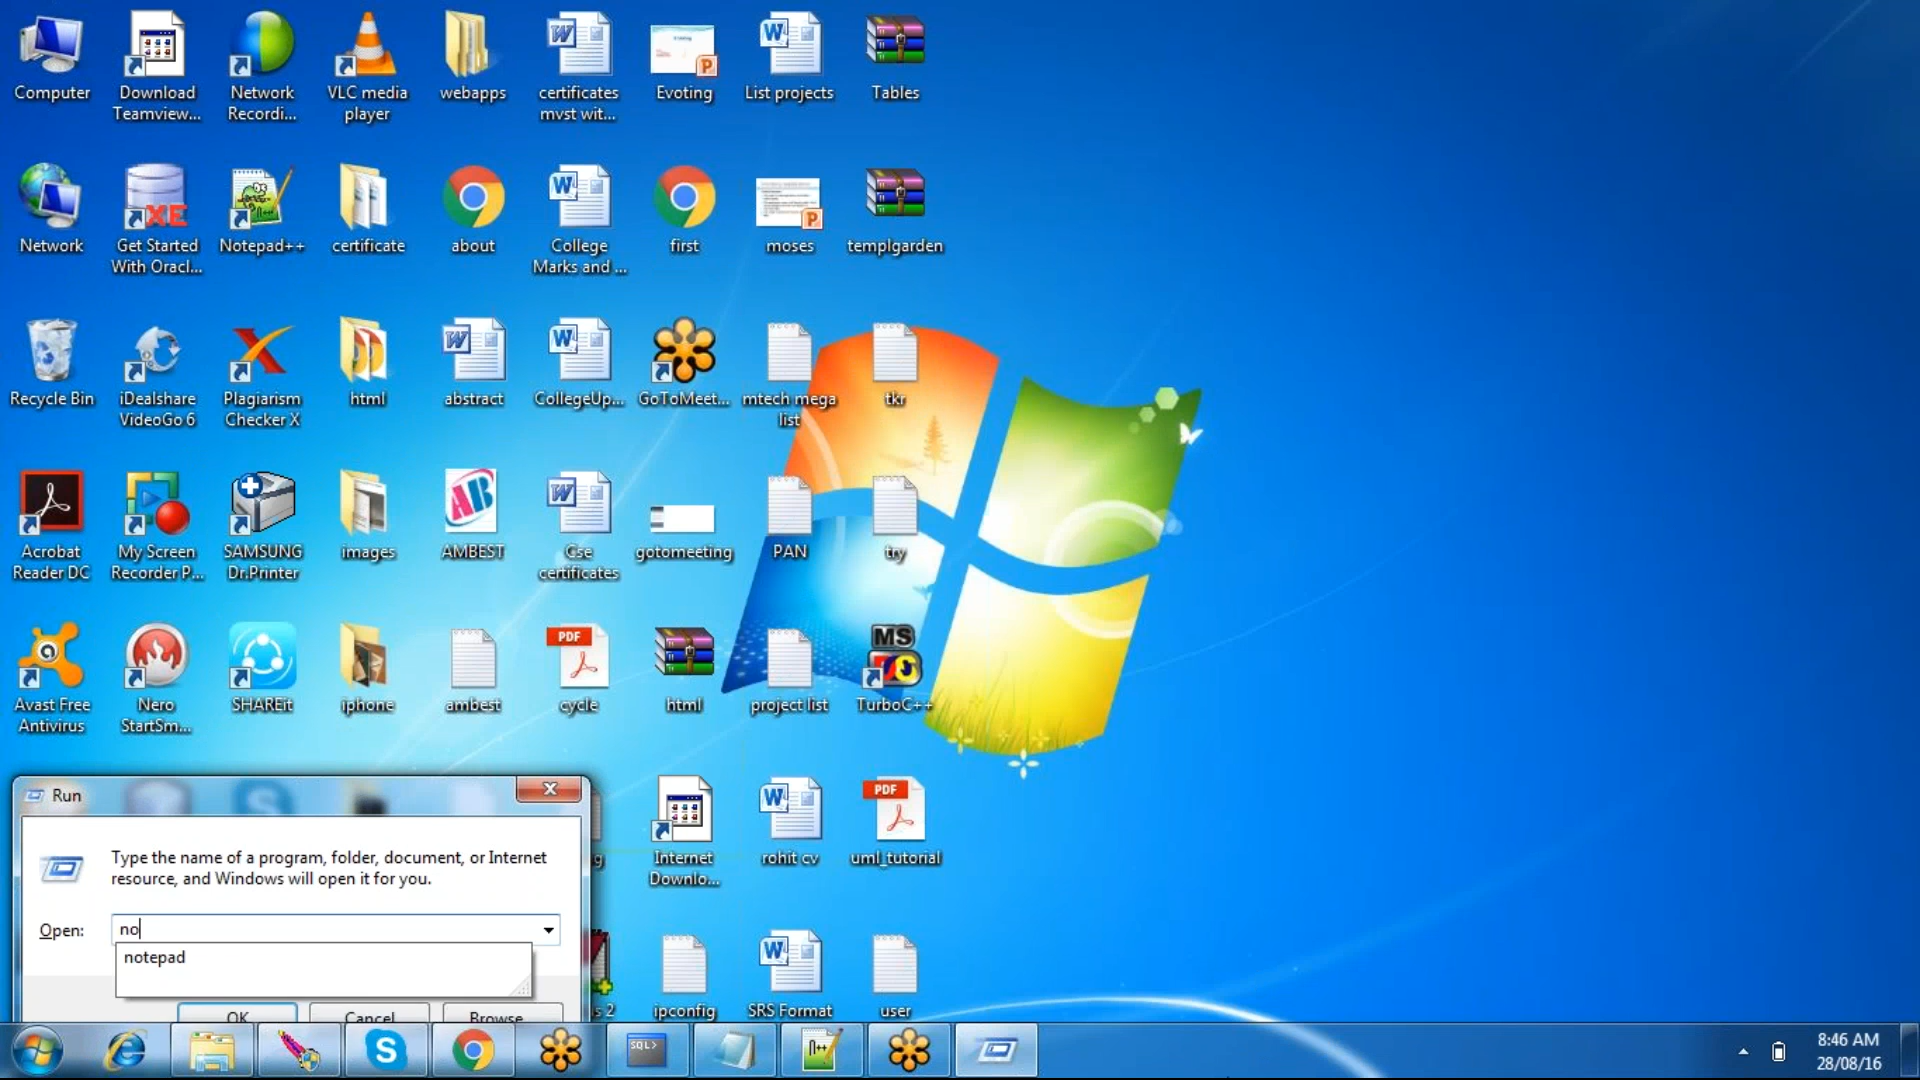 Computer
Download
Teamview...
Network
Recordi...
VLC media
player
webapps
certificates
mvst wit...
Evoting
List projects
Tables
Network
Get Started
With Oracl...
Notepad++
certificate
about
College
Marks and ...
first
moses
templgarden
Recycle Bin
iDealshare
VideoGo 6
Plagiarism
Checker X
html
abstract
CollegeUp...
GoToMeet...
mtech mega
list
tkr
Acrobat
Reader DC
My Screen
Recorder P...
SAMSUNG
Dr.Printer
images
AMBEST
Cse
certificates
gotomeeting
PAN
try
Avast Free
Antivirus
Nero
StartSm...
SHAREit
iphone
ambest
cycle
html
project list
TurboC++
Internet
Downlo...
rohit cv
uml_tutorial
ipconfig
SRS Format
user
Run
Type the name of a program, folder, document, or Internet
resource, and Windows will open it for you.
Open:
no
notepad
OK
Cancel
Browse...
8:46 AM
28/08/16
XE
AB
PDF
MS
PDF
SQL>